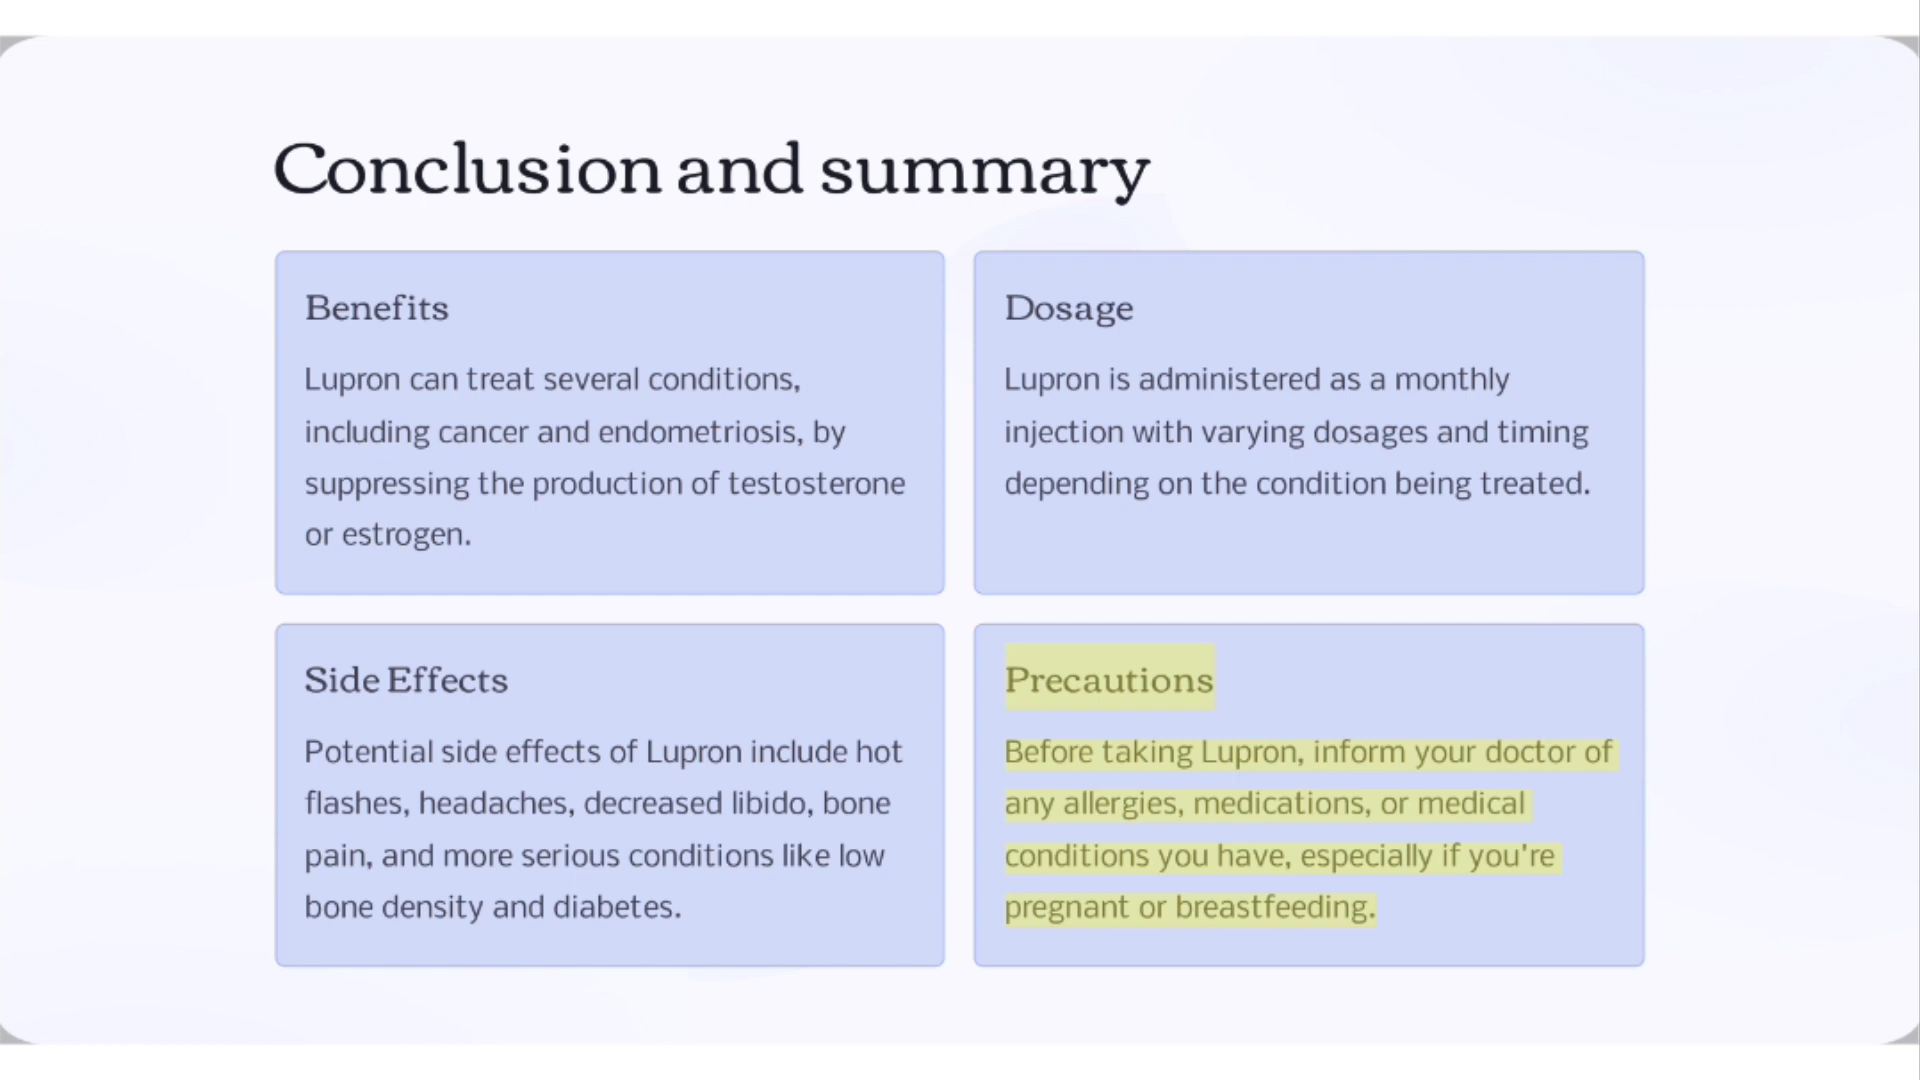 Conclusion and summary
Benefits
Lupron can treat several conditions,
including cancer and endometriosis, by
suppressing the production of testosterone
or estrogen.
Dosage
Lupron is administered as a monthly
injection with varying dosages and timing
depending on the condition being treated.
Side Effects
Potential side effects of Lupron include hot
flashes, headaches, decreased libido, bone
pain, and more serious conditions like low
bone density and diabetes.
Precautions
Before taking Lupron, inform your doctor of
any allergies, medications, or medical
conditions you have, especially if you're
pregnant or breastfeeding.